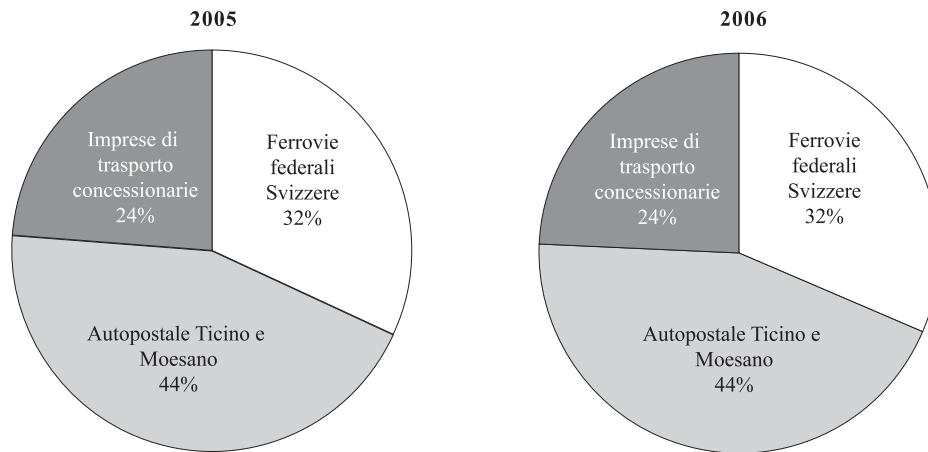 2005
Imprese di
trasporto
concessionarie
24%
Ferrovie
federali
Svizzere
32%
Autopostale Ticino e
Moesano
44%
2006
Imprese di
trasporto
concessionarie
24%
Ferrovie
federali
Svizzere
32%
Autopostale Ticino e
Moesano
44%